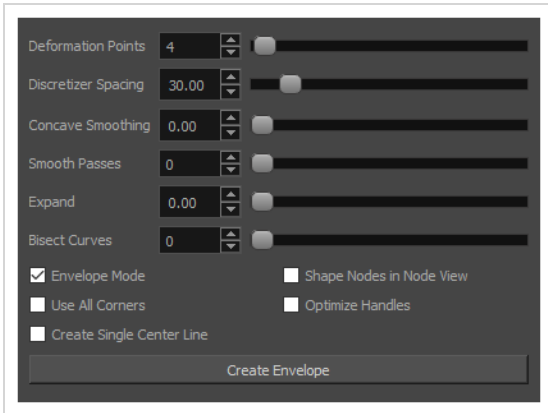 Deformation Points 4
Discretizer Spacing 30.00
Concave Smoothing 0.00
Smooth Passes 0
Expand 0.00
Bisect Curves 0
Envelope Mode Shape Nodes in Node View
Use All Corners Optimize Handles
Create Single Center Line
Create Envelope